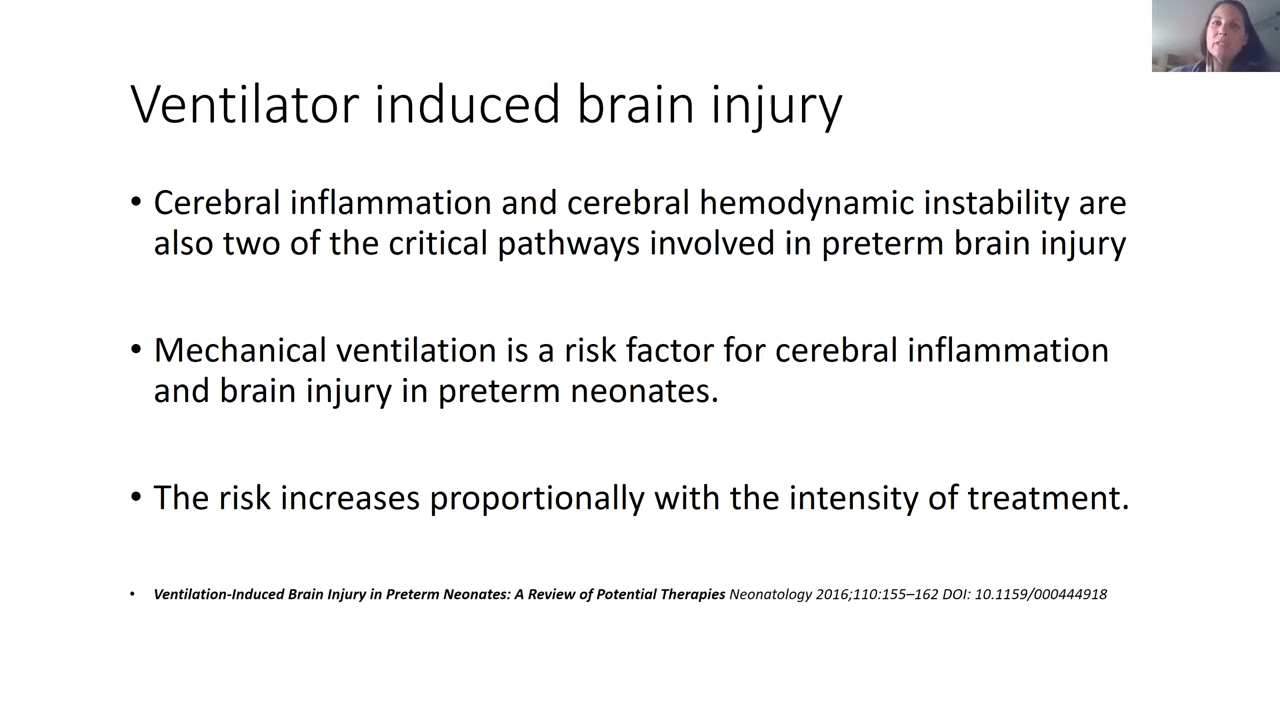 Ventilator induced brain injury
• Cerebral inflammation and cerebral hemodynamic instability are
also two of the critical pathways involved in preterm brain injury
• Mechanical ventilation is a risk factor for cerebral inflammation
and brain injury in preterm neonates.
• The risk increases proportionally with the intensity of treatment.
• Ventilation-Induced Brain Injury in Preterm Neonates: A Review of Potential Therapies Neonatology 2016;110:155–162 DOI: 10.1159/000444918